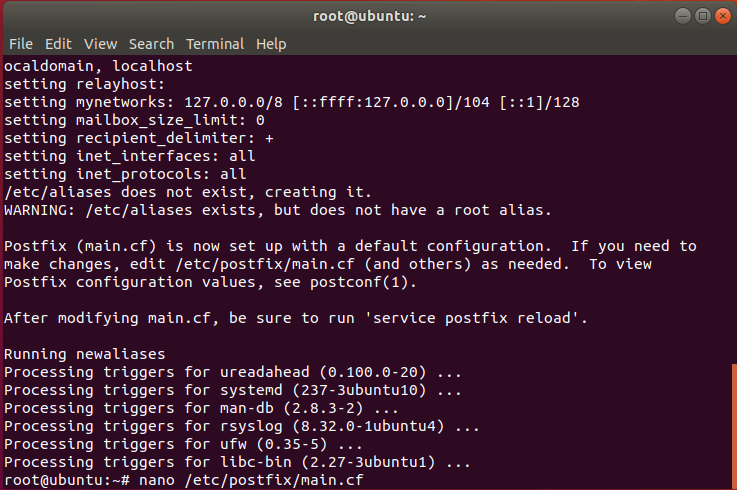 root@ubuntu: ~
File Edit View Search Terminal Help
ocaldomain, localhost
setting relayhost:
setting mynetworks: 127.0.0.0/8 [::ffff:127.0.0.0]/104 [::1]/128
setting mailbox_size_limit: 0
setting recipient_delimiter: +
setting inet_interfaces: all
setting inet_protocols: all
/etc/aliases does not exist, creating it.
WARNING: /etc/aliases exists, but does not have a root alias.

Postfix (main.cf) is now set up with a default configuration.  If you need to
make changes, edit /etc/postfix/main.cf (and others) as needed.  To view
Postfix configuration values, see postconf(1).

After modifying main.cf, be sure to run 'service postfix reload'.

Running newaliases
Processing triggers for ureadahead (0.100.0-20) ...
Processing triggers for systemd (237-3ubuntu10) ...
Processing triggers for man-db (2.8.3-2) ...
Processing triggers for rsyslog (8.32.0-1ubuntu4) ...
Processing triggers for ufw (0.35-5) ...
Processing triggers for libc-bin (2.27-3ubuntu1) ...
root@ubuntu:~# nano /etc/postfix/main.cf